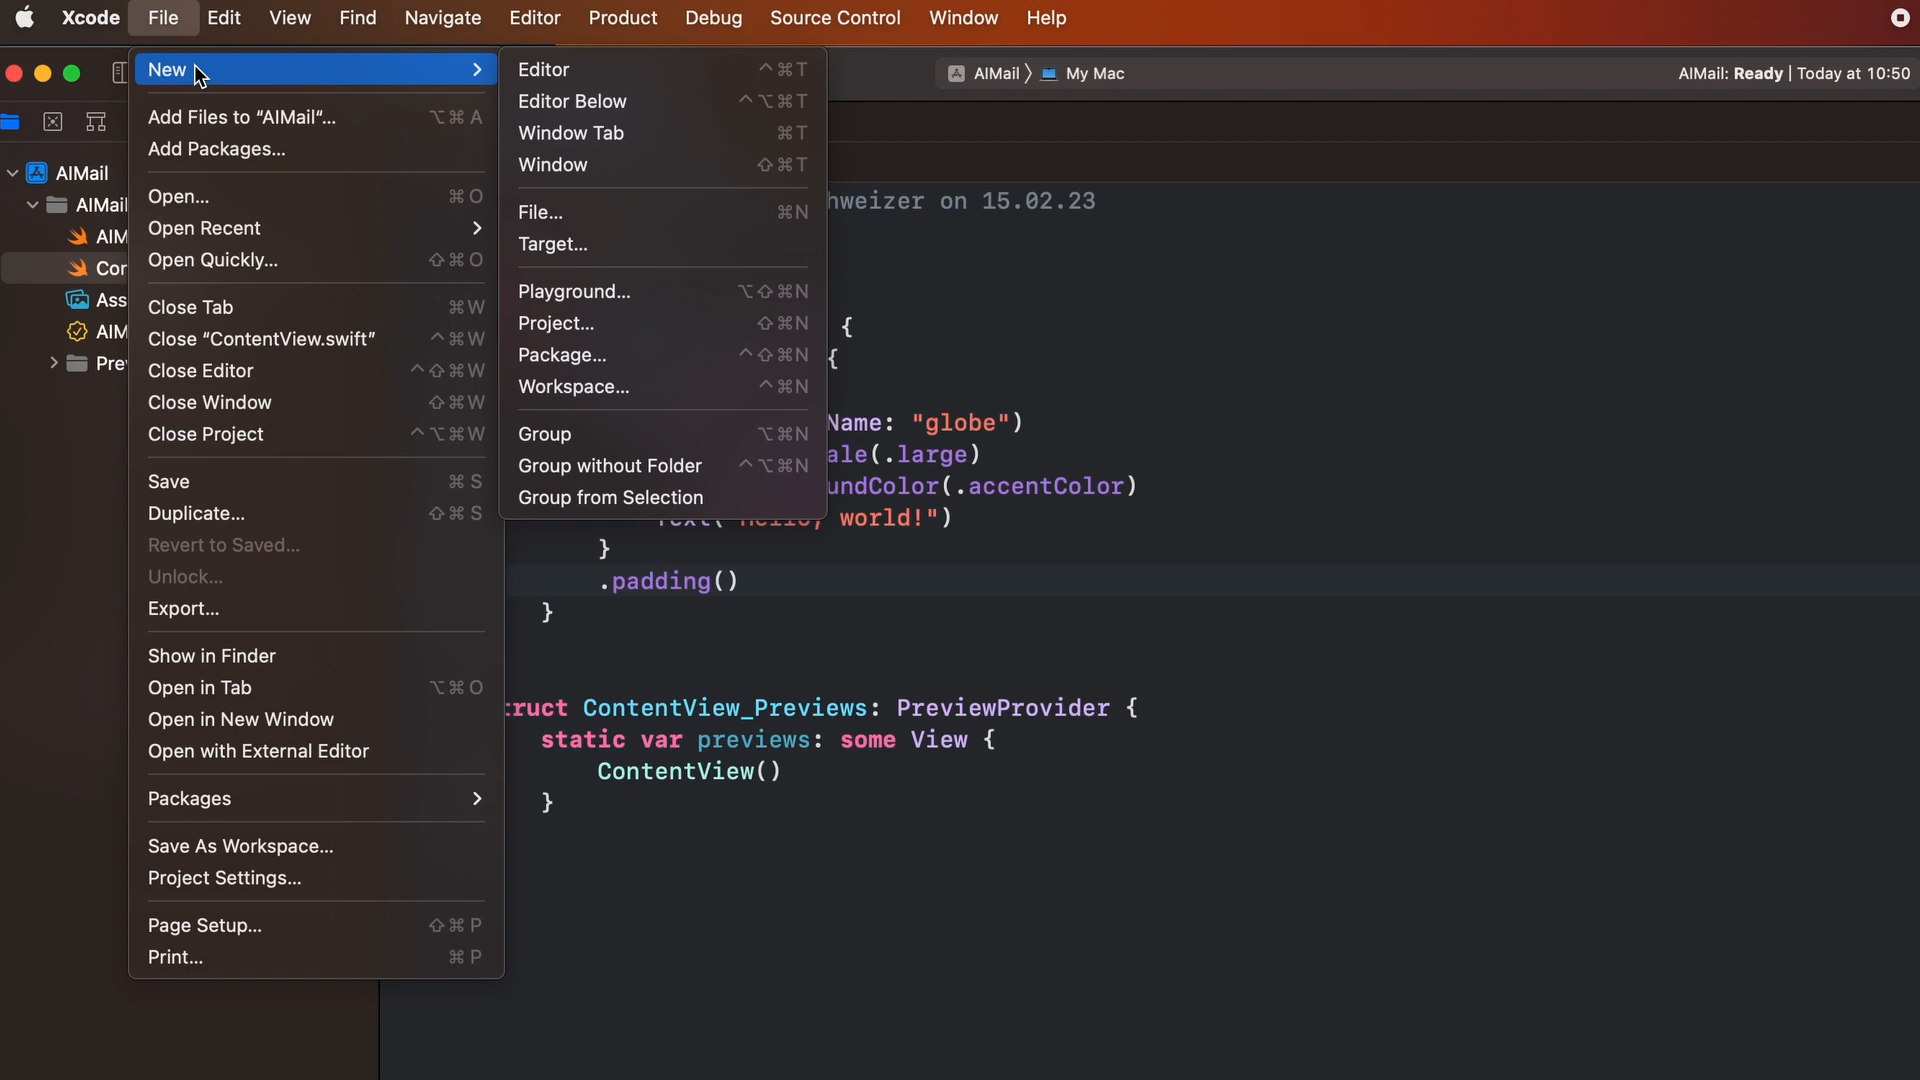 Xcode File Edit View Find Navigate Editor Product Debug Source Control Window Help
AIMail 〉 My Mac
AIMail: Ready | Today at 10:50
AIMail
AIMail
Close "ContentView.swift" ⌃⌘W
New
Add Files to “AIMail“... ⌥⌘A
Add Packages...
Open... ⌘O
Open Recent
Open Quickly... ⇧⌘O
Close Tab ⌘W
Close Editor ⌃⇧⌘W
Close Window ⇧⌘W
Close Project ⌃⌥⌘W
Save ⌘S
Duplicate... ⇧⌘S
Revert to Saved...
Unlock...
Export...
Show in Finder
Open in Tab ⌥⌘O
Open in New Window
Open with External Editor
Packages
Save As Workspace...
Project Settings...
Page Setup... ⇧⌘P
Print... ⌘P
Editor ⌃⌘T
Editor Below ⌃⌥⌘T
Window Tab ⌘T
Window ⇧⌘T
File... ⌘N
Target...
Playground... ⌥⇧⌘N
Project... ⇧⌘N
Package... ⌃⇧⌘N
Workspace... ⌃⌘N
Group ⌥⌘N
Group without Folder ⌃⌥⌘N
Group from Selection
hweizer on 15.02.23
{
{
Name: "globe")
ale(.large)
undColor(.accentColor)
world!")
}
.padding()
}
truct ContentView_Previews: PreviewProvider {
static var previews: some View {
ContentView()
}